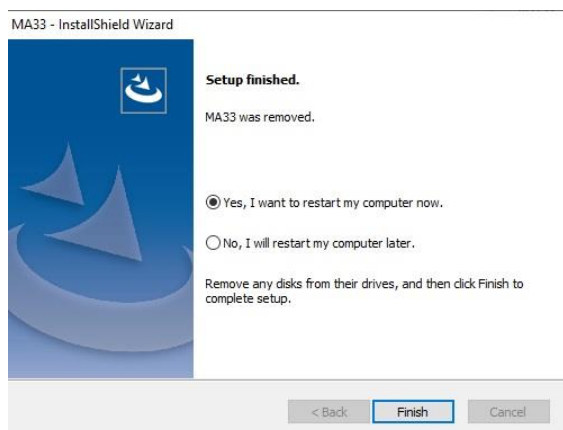 MA33 - InstallShield Wizard
Setup finished.
MA33 was removed.
Yes, I want to restart my computer now.
No, I will restart my computer later.
Remove any disks from their drives, and then click Finish to
complete setup.
< Back
Finish
Cancel